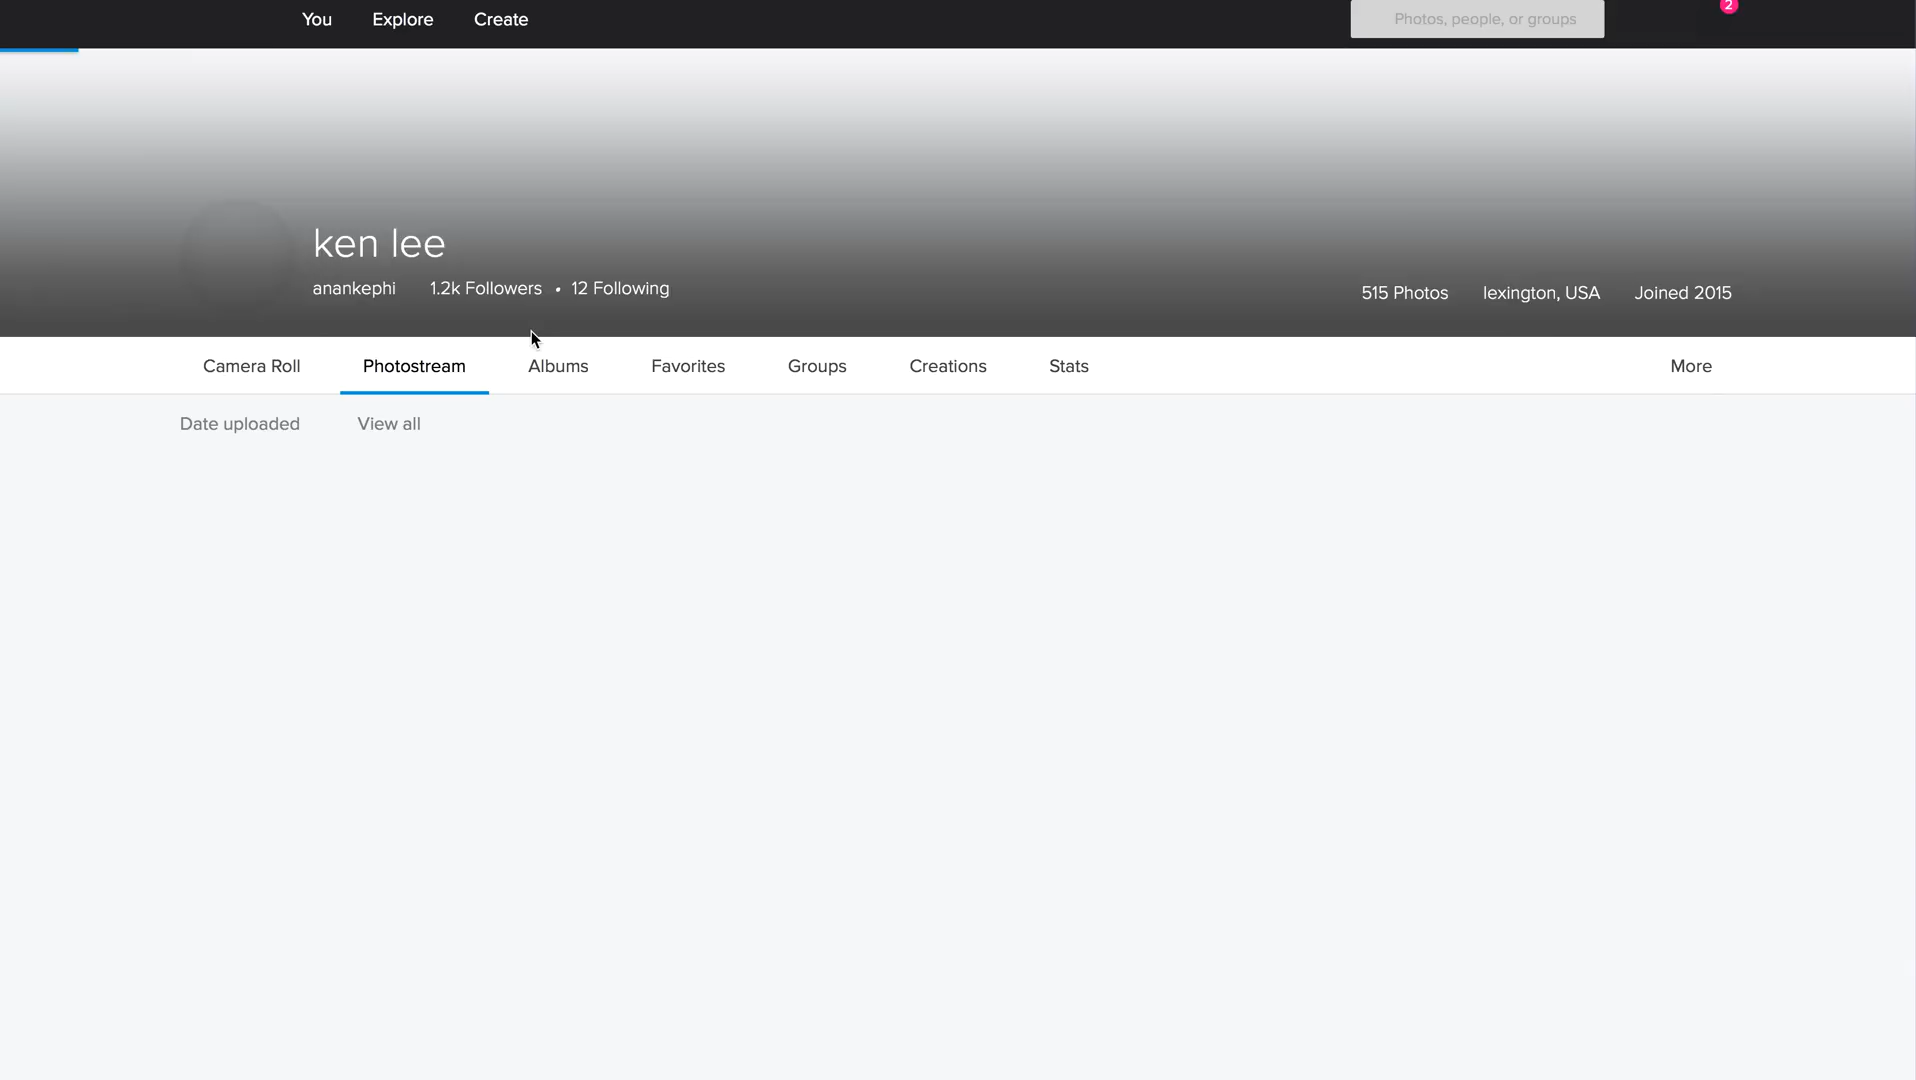 You Explore Create Photos, people, or groups 2
ken lee
anankephi 1.2k Followers • 12 Following 515 Photos lexington, USA Joined 2015
Camera Roll Photostream Albums Favorites Groups Creations Stats More
Date uploaded View all